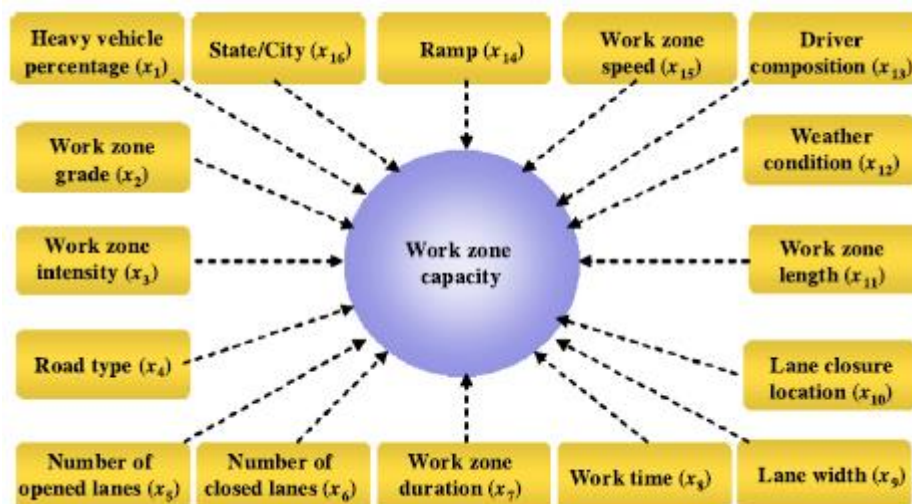 Heavy vehicle
percentage (x₁)
State/City (x₁₆)
Ramp (x₁₄)
Work zone
speed (x₁₅)
Driver
composition (x₁₃)
Work zone
grade (x₂)
Weather
condition (x₁₂)
Work zone
intensity (x₃)
Work zone
capacity
Work zone
length (x₁₁)
Road type (x₄)
Lane closure
location (x₁₀)
Number of
opened lanes (x₅)
Number of
closed lanes (x₆)
Work zone
duration (x₇)
Work time (x₈)
Lane width (x₉)